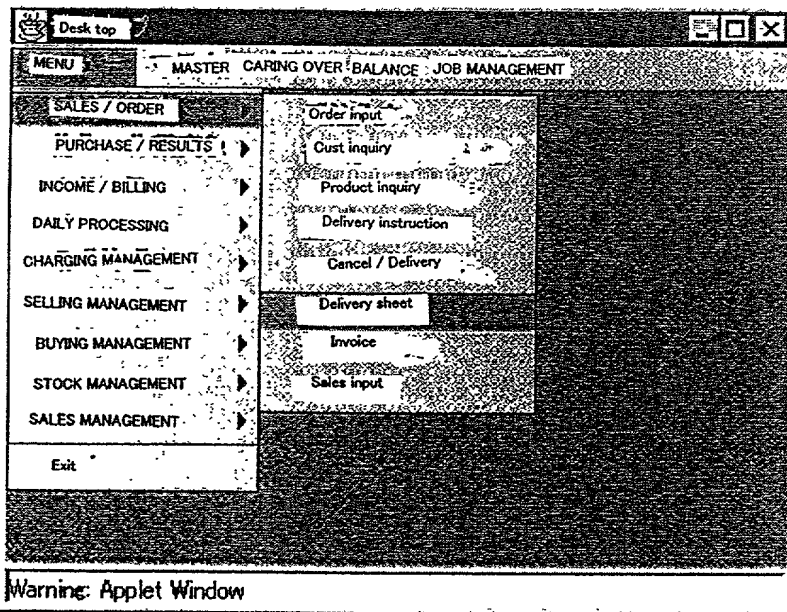 Desk top
MENU MASTER CARING OVER BALANCE JOB MANAGEMENT
SALES / ORDER
PURCHASE / RESULTS
INCOME / BILLING
DAILY PROCESSING
CHARGING MANAGEMENT
SELLING MANAGEMENT
BUYING MANAGEMENT
STOCK MANAGEMENT
SALES MANAGEMENT
Exit
Order input
Cust inquiry
Product inquiry
Delivery instruction
Cancel / Delivery
Delivery sheet
Invoice
Sales input
Warning: Applet Window